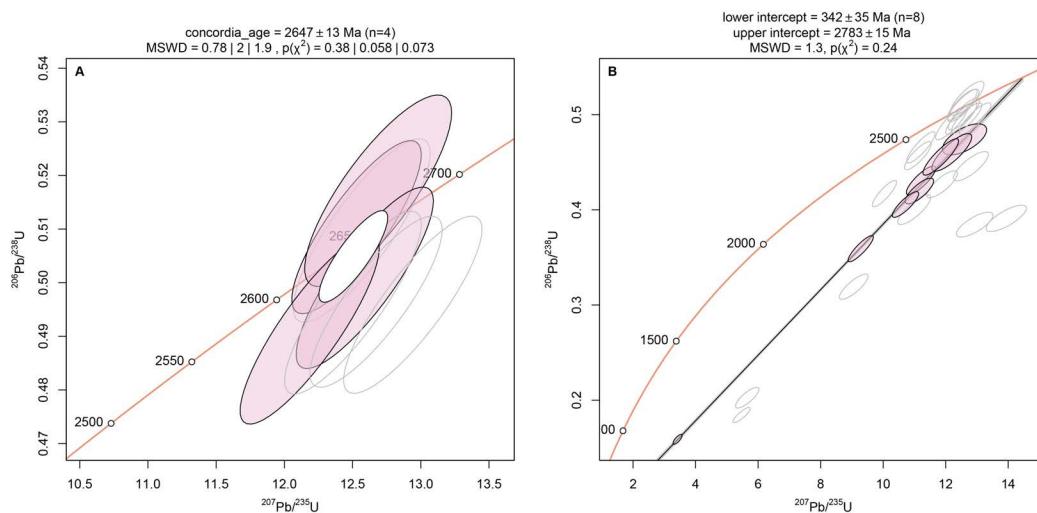 concordia_age = 2647 ± 13 Ma (n=4)
MSWD = 0.78 | 2 | 1.9 , p(χ²) = 0.38 | 0.058 | 0.073
A
0.54
0.53
0.52
0.51
0.50
0.49
0.48
0.47
²⁰⁶Pb/²³⁸U
2700
265
2600
2550
2500
10.5 11.0 11.5 12.0 12.5 13.0 13.5
²⁰⁷Pb/²³⁵U
lower intercept = 342 ± 35 Ma (n=8)
upper intercept = 2783 ± 15 Ma
MSWD = 1.3, p(χ²) = 0.24
B
0.5
0.4
0.3
0.2
²⁰⁶Pb/²³⁸U
2500
2000
1500
00
2 4 6 8 10 12 14
²⁰⁷Pb/²³⁵U